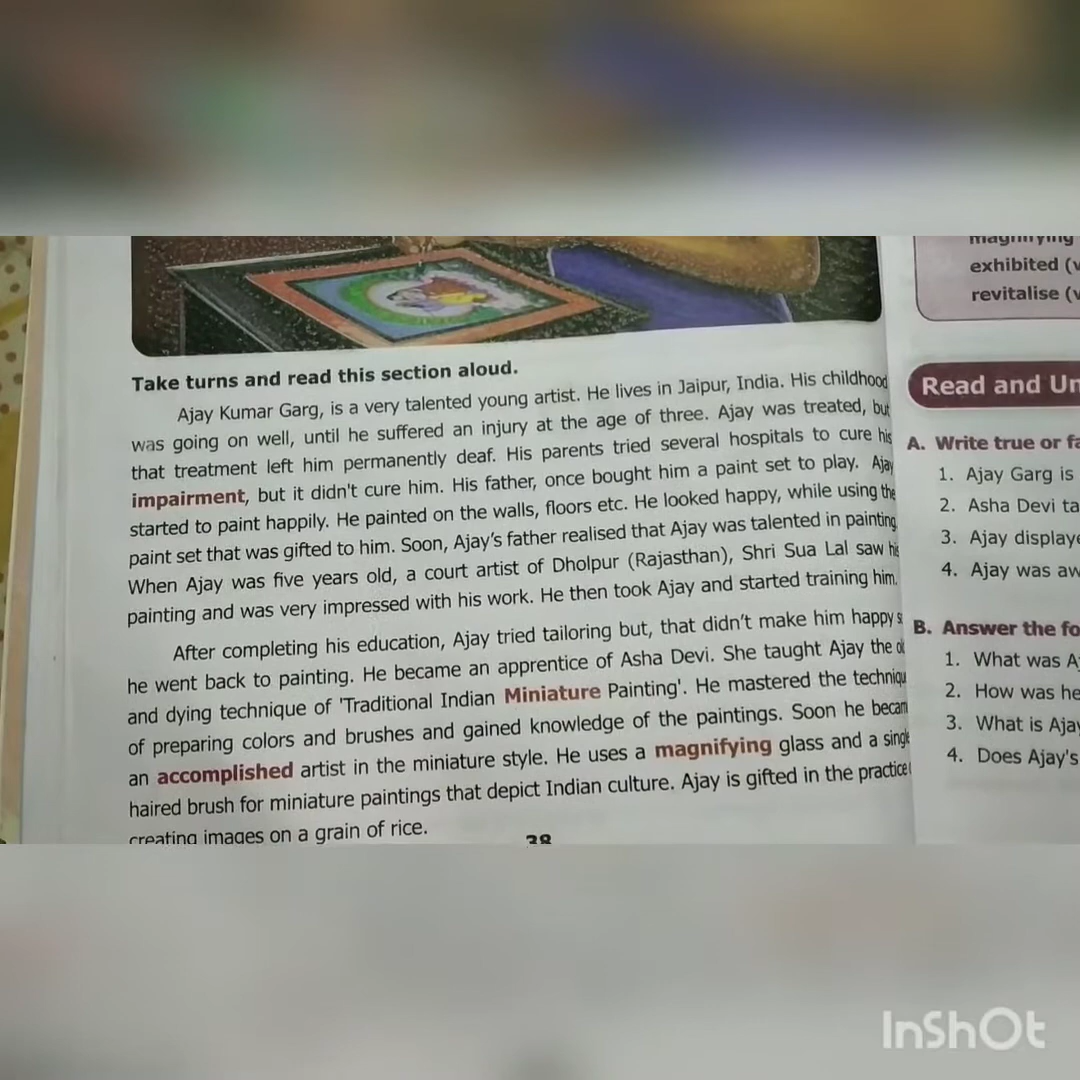 Take turns and read this section aloud.
Ajay Kumar Garg, is a very talented young artist. He lives in Jaipur, India. His childhood
was going on well, until he suffered an injury at the age of three. Ajay was treated, but
that treatment left him permanently deaf. His parents tried several hospitals to cure his
impairment, but it didn't cure him. His father, once bought him a paint set to play. Ajay
started to paint happily. He painted on the walls, floors etc. He looked happy, while using the
paint set that was gifted to him. Soon, Ajay's father realised that Ajay was talented in painting
When Ajay was five years old, a court artist of Dholpur (Rajasthan), Shri Sua Lal saw his
painting and was very impressed with his work. He then took Ajay and started training him.
After completing his education, Ajay tried tailoring but, that didn't make him happy
he went back to painting. He became an apprentice of Asha Devi. She taught Ajay the
and dying technique of 'Traditional Indian Miniature Painting'. He mastered the
of preparing colors and brushes and gained knowledge of the paintings. Soon he
an accomplished artist in the miniature style. He uses a magnifying glass and a
haired brush for miniature paintings that depict Indian culture. Ajay is gifted in the practice
creating images on a grain of rice.
38
magnifying
exhibited (v
revitalise (v
Read and Un
A. Write true or fa
1. Ajay Garg is
2. Asha Devi ta
3. Ajay displaye
4. Ajay was aw
B. Answer the fo
1. What was A
2. How was he
3. What is Ajay
4. Does Ajay's
InShOt